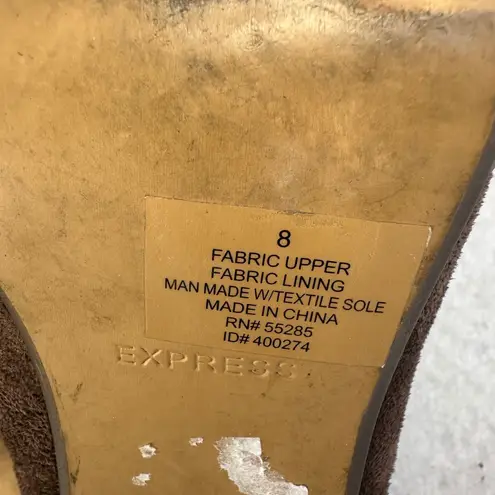 8
FABRIC UPPER
FABRIC LINING
MAN MADE W/TEXTILE SOLE
MADE IN CHINA
RN# 55285
ID# 400274
EXPRESS